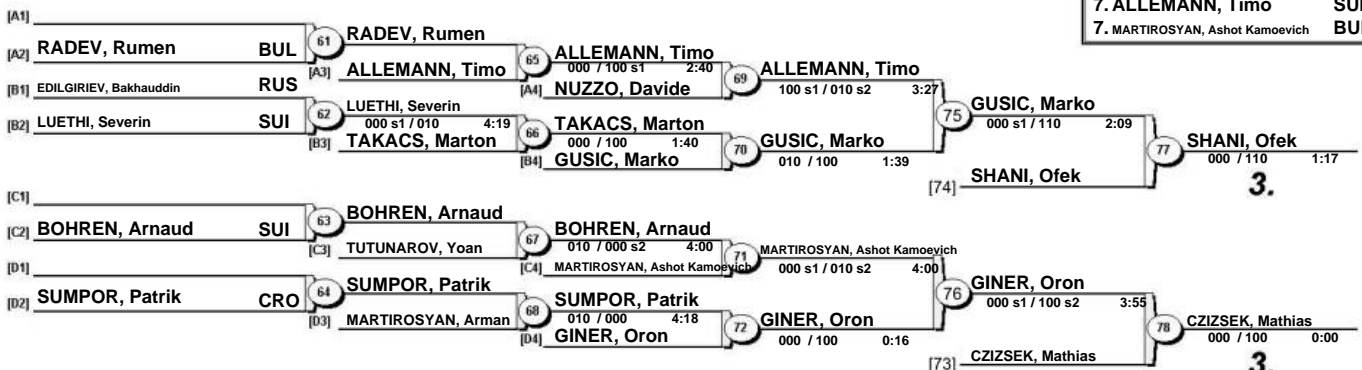 7. ALLEMANN, Timo
7. MARTIROSYAN, Ashot Kamoevich
[A1]
[A2] RADEV, Rumen BUL
61
RADEV, Rumen
[A3] ALLEMANN, Timo
65
ALLEMANN, Timo
000 / 100 s1 2:40
[A4] NUZZO, Davide
69
ALLEMANN, Timo
100 s1 / 010 s2 3:27
[B1] EDILGIRIEV, Bakhauddin RUS
[B2] LUETHI, Severin SUI
62
LUETHI, Severin
000 s1 / 010 4:19
[B3] TAKACS, Marton
66
TAKACS, Marton
000 / 100 1:40
[B4] GUSIC, Marko
70
GUSIC, Marko
010 / 100 1:39
75
GUSIC, Marko
000 s1 / 110 2:09
[74] SHANI, Ofek
77
SHANI, Ofek
000 / 110 1:17
3.
[C1]
[C2] BOHREN, Arnaud SUI
63
BOHREN, Arnaud
[C3] TUTUNAROV, Yoan
67
BOHREN, Arnaud
010 / 000 s2 4:00
[C4] MARTIROSYAN, Ashot Kamoevich
71
MARTIROSYAN, Ashot Kamoevich
000 s1 / 010 s2 4:00
[D1]
[D2] SUMPOR, Patrik CRO
64
SUMPOR, Patrik
[D3] MARTIROSYAN, Arman
68
SUMPOR, Patrik
010 / 000 4:18
[D4] GINER, Oron
72
GINER, Oron
000 / 100 0:16
76
GINER, Oron
000 s1 / 100 s2 3:55
[73] CZIZSEK, Mathias
78
CZIZSEK, Mathias
000 / 100 0:00
3.